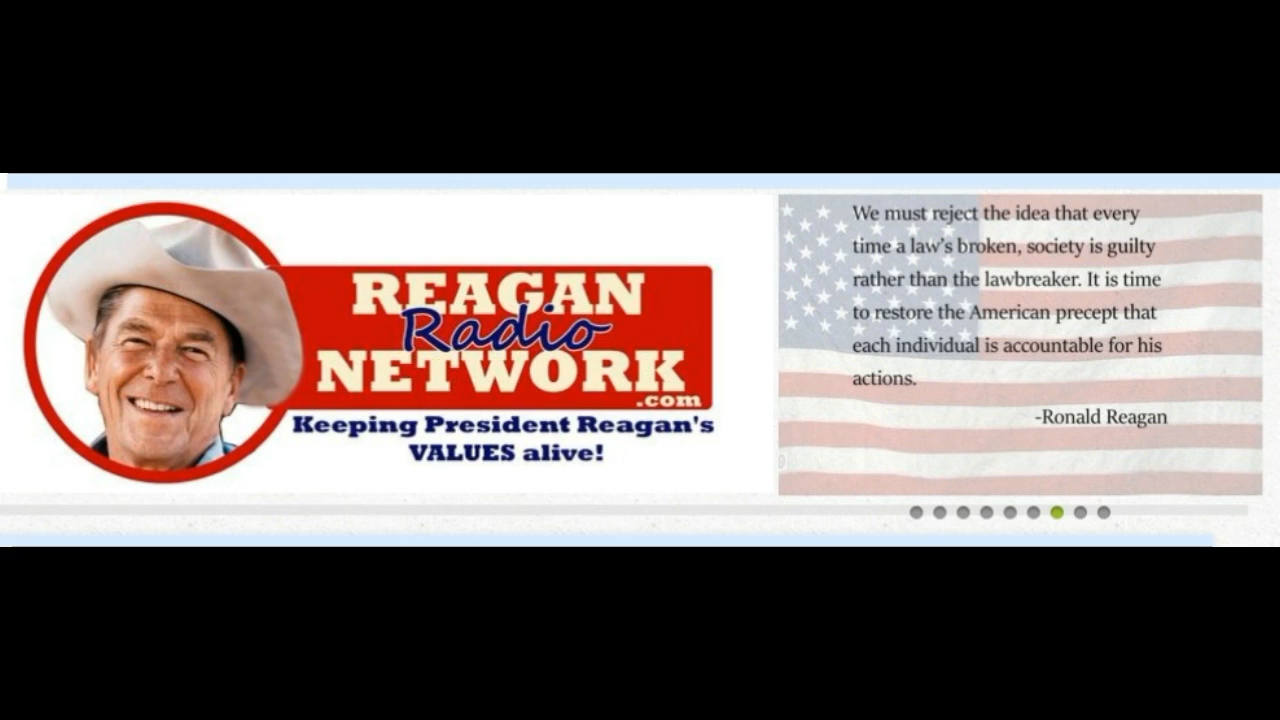 REAGAN
Radio
NETWORK
.com
Keeping President Reagan's
VALUES alive!
We must reject the idea that every
time a law’s broken, society is guilty
rather than the lawbreaker. It is time
to restore the American precept that
each individual is accountable for his
actions.
-Ronald Reagan